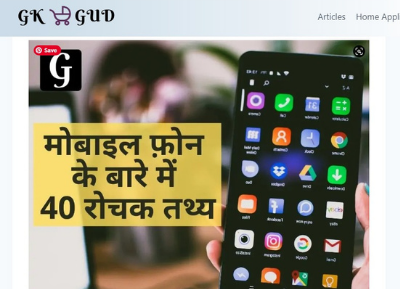 GK GUD
Articles Home Appl
Save
G
मोबाइल फ़ोन
के बारे में
40 रोचक तथ्य